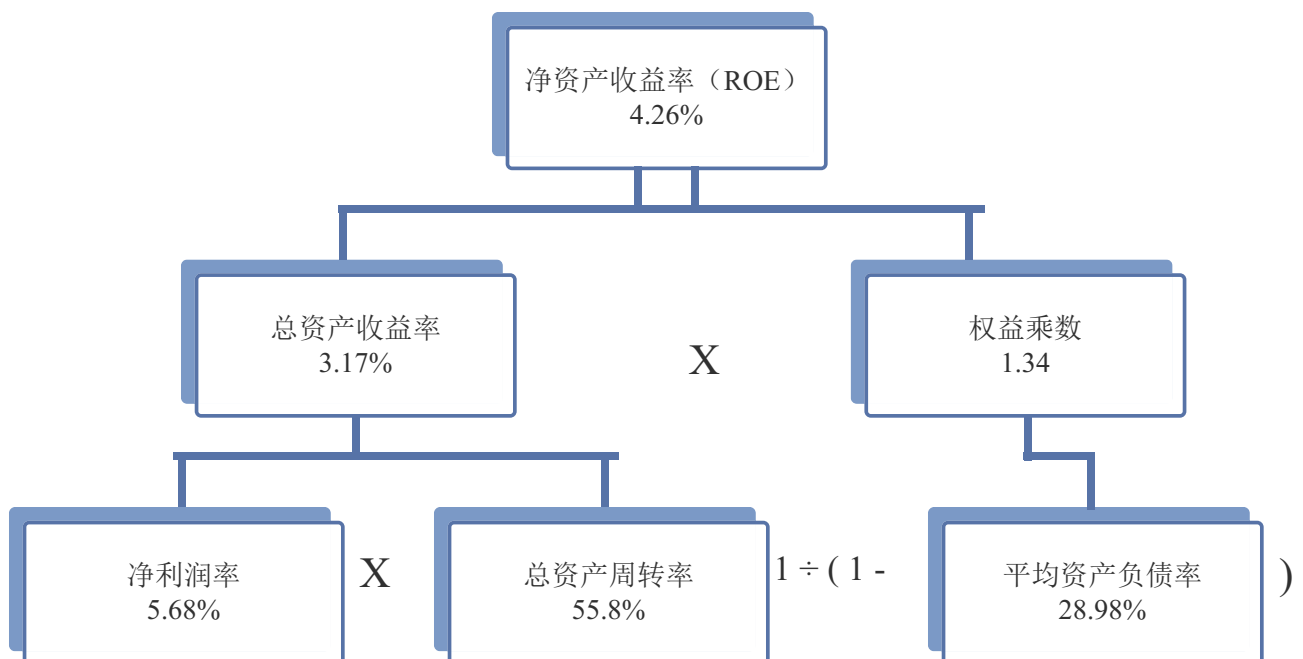 净资产收益率（ROE）
4.26%
总资产收益率
3.17%
X
权益乘数
1.34
净利润率
5.68%
X
总资产周转率
55.8%
1 ÷ ( 1 -
平均资产负债率
28.98%
)